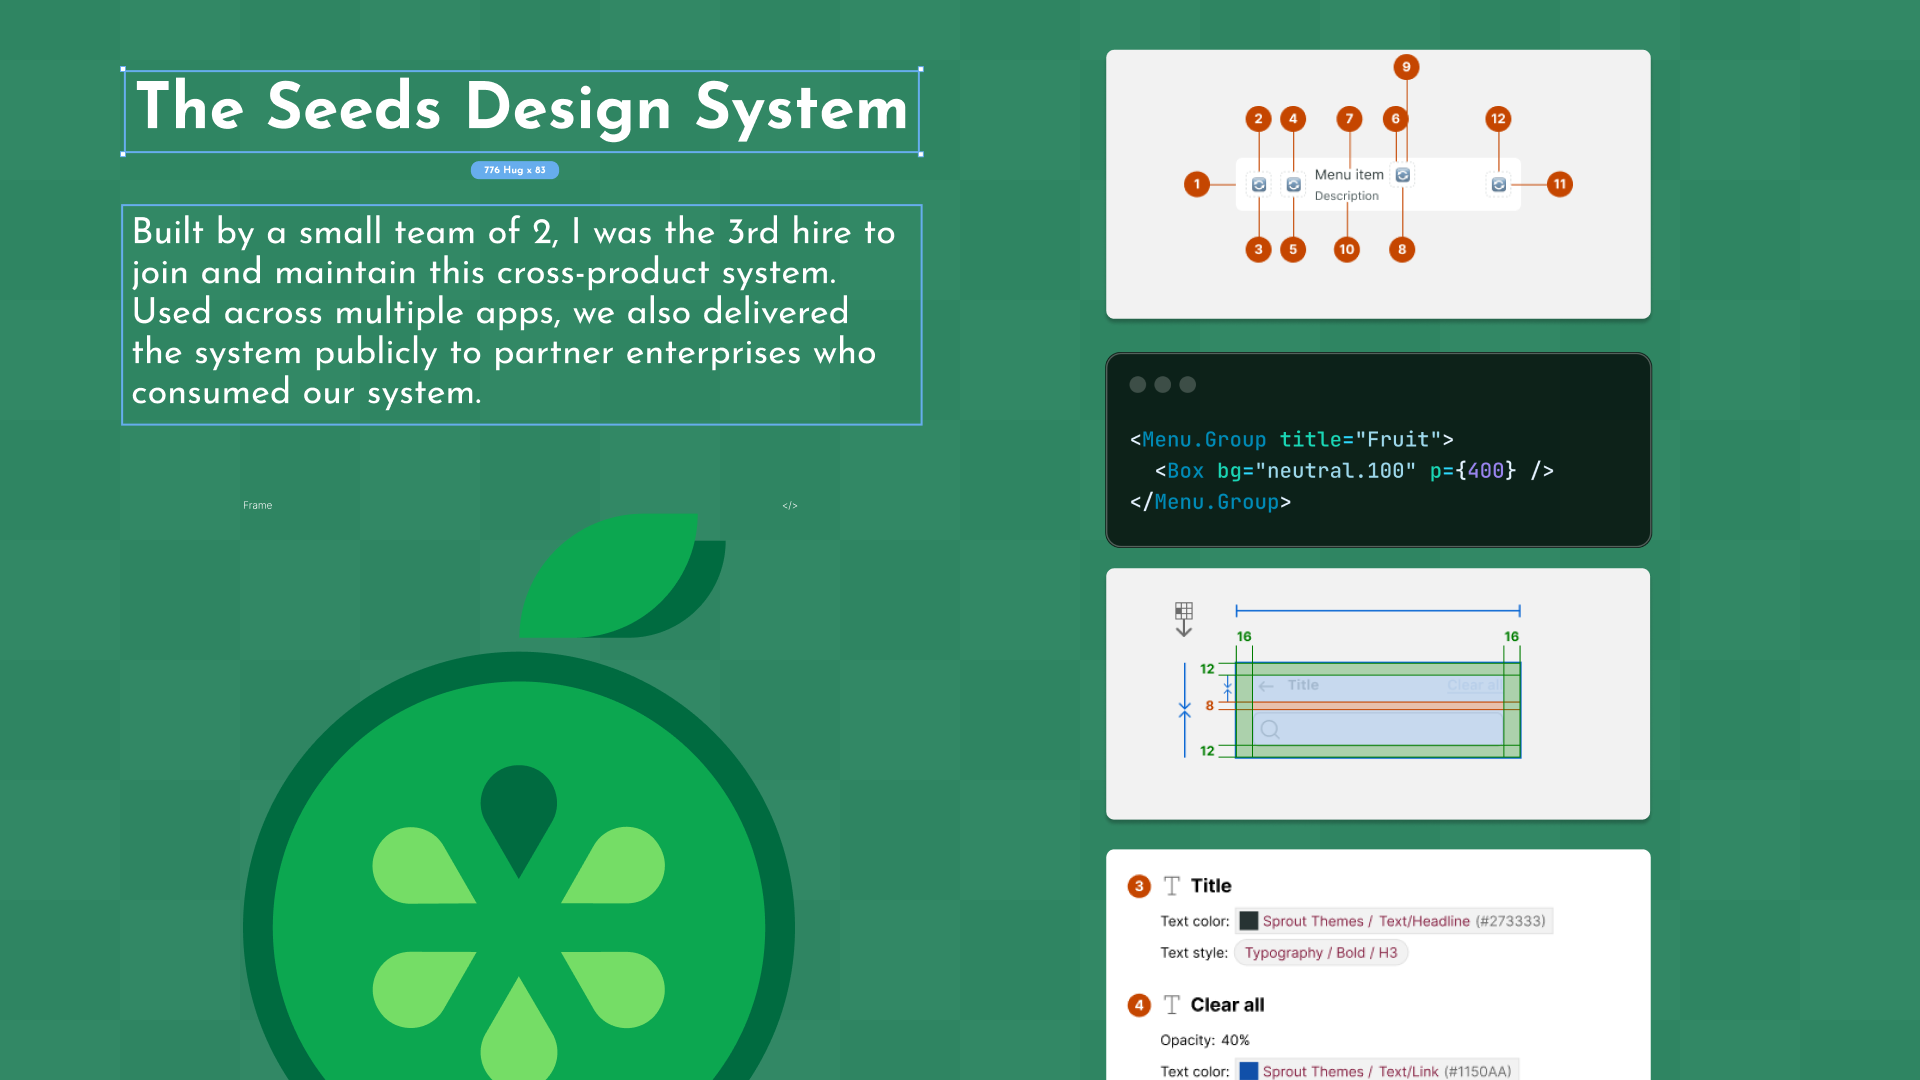 The Seeds Design System
776 Hug x 83
Built by a small team of 2, I was the 3rd hire to
join and maintain this cross-product system.
Used across multiple apps, we also delivered
the system publicly to partner enterprises who
consumed our system.
Frame
</>
9
2 4 7 6 12
Menu item
1 11
Description
3 5 10 8
<Menu.Group title="Fruit">
<Box bg="neutral.100" p={400} />
</Menu.Group>
16 16
12
Title Clear all
8
12
3 Title
Text color: Sprout Themes / Text/Headline (#273333)
Text style: Typography / Bold / H3
4 Clear all
Opacity: 40%
Text color: Sprout Themes / Text/Link (#1150AA)